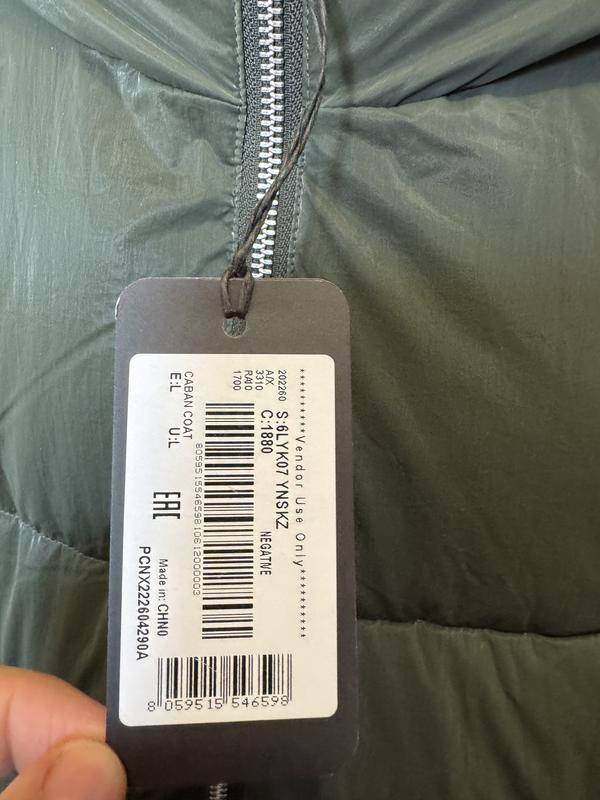 **********Vendor Use Only**********
202260 S:6LYK07 YNSKZ
A/X C:1880 NEGATIVE
3310
RA10
1700
8059515546598106120000003
CABAN COAT
E:L U:L
EAC
Made in: CHN0
PCNX222604290A
8 059515 546598